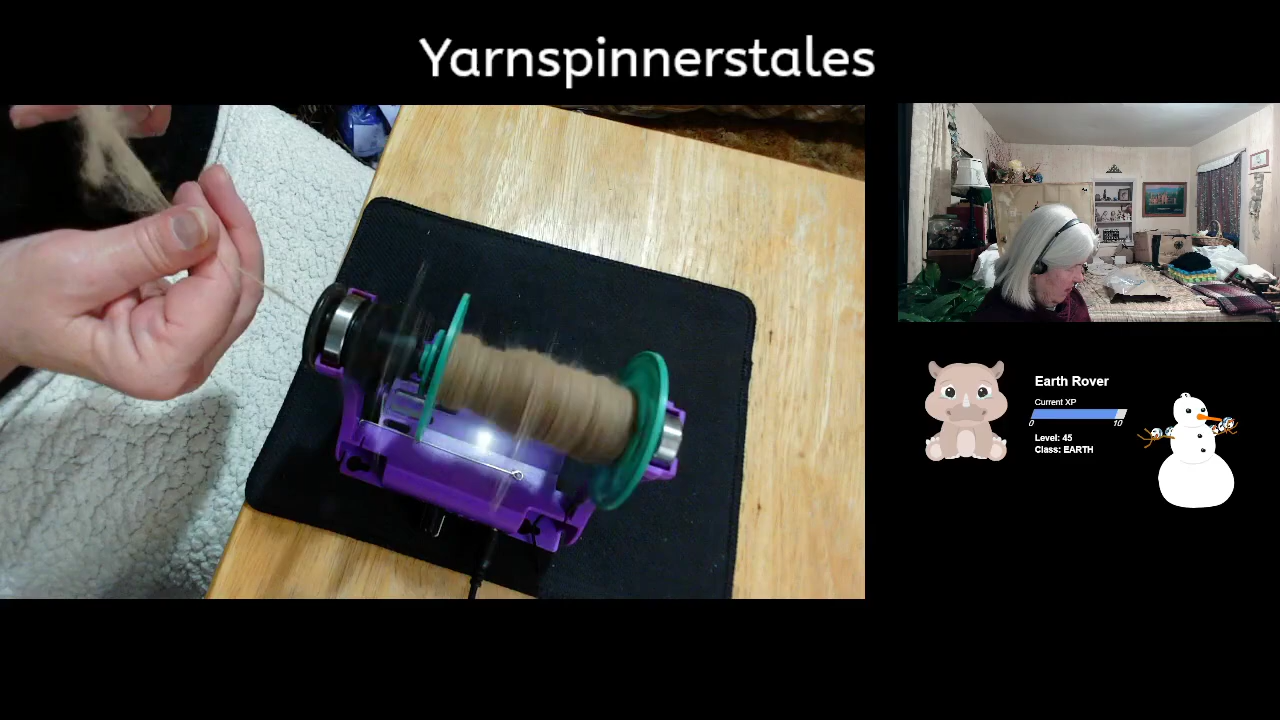 Yarnspinnerstales
Earth Rover
Current XP
0 10
Level: 45
Class: EARTH